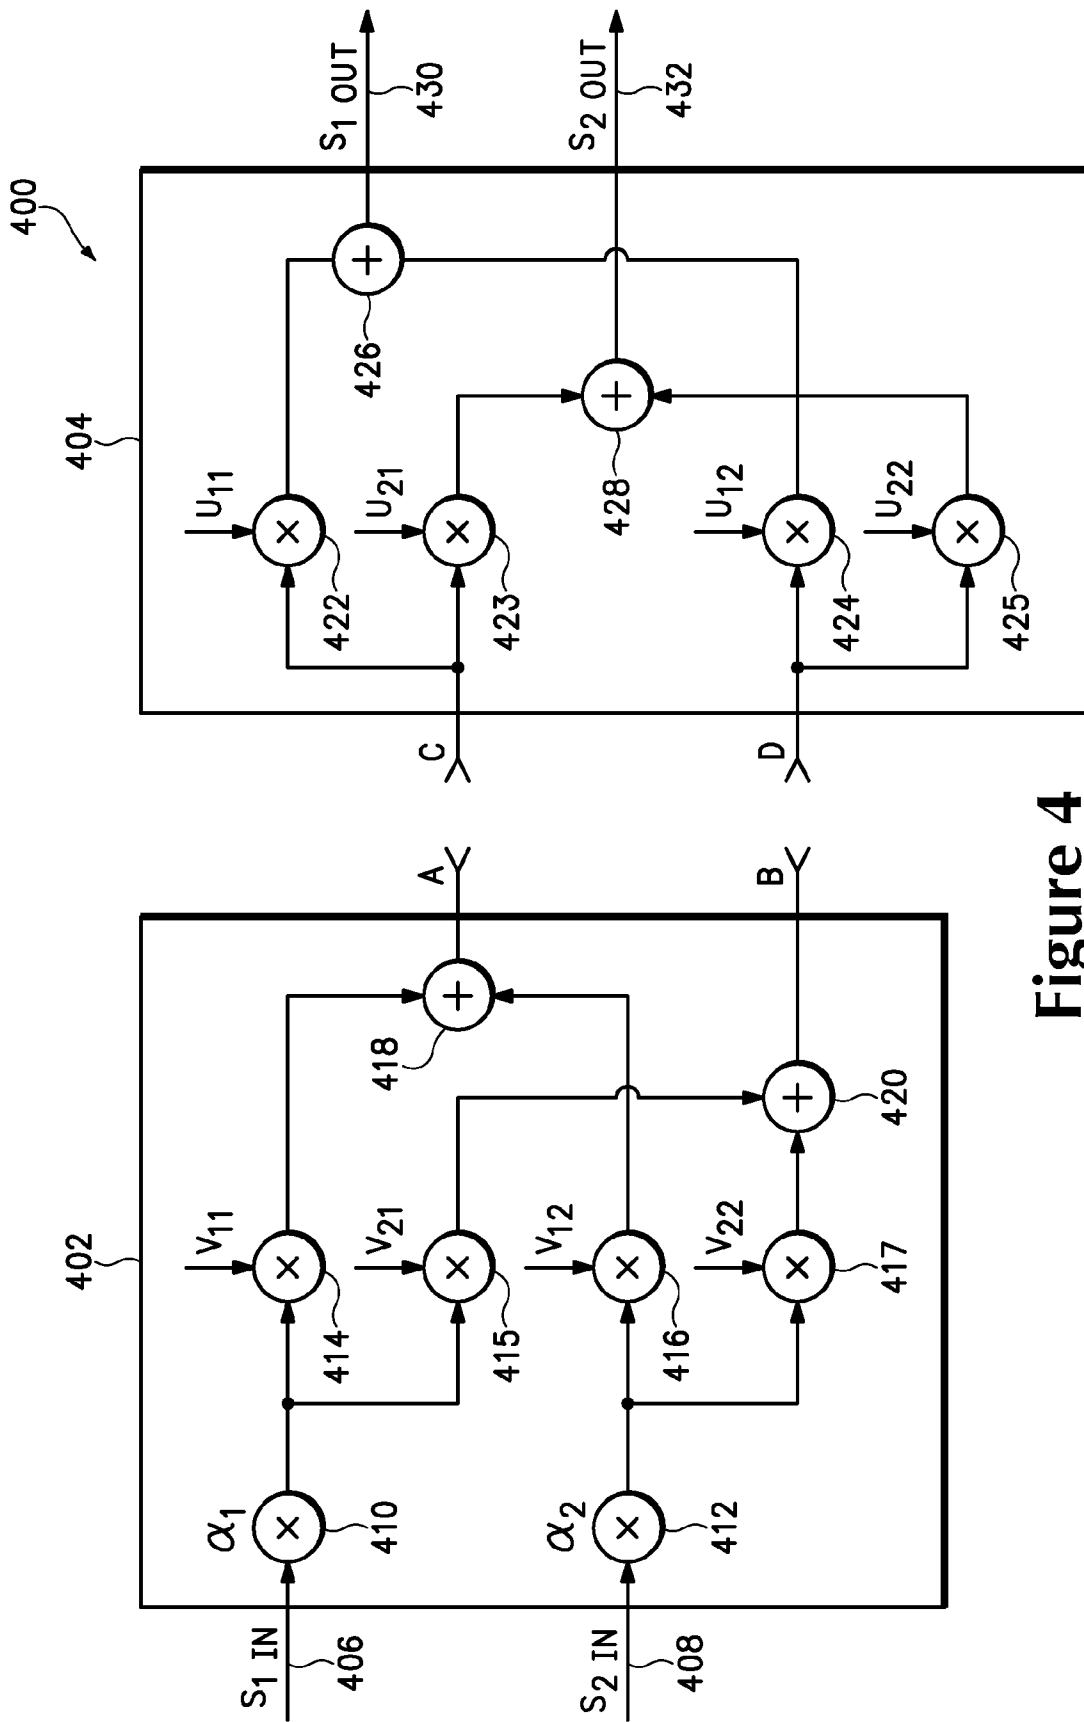 400
402
404
S1 IN
406
α1
410
V11
414
V21
415
S2 IN
408
α2
412
V12
416
V22
417
418
420
A
B
C
D
U11
422
U21
423
U12
424
U22
425
426
428
S1 OUT
430
S2 OUT
432
Figure 4